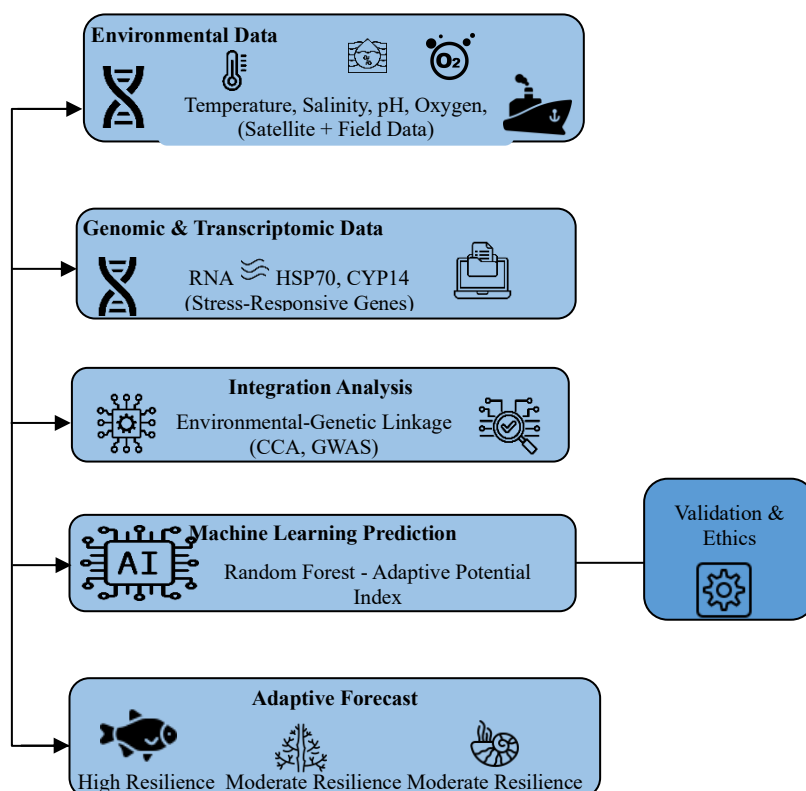 Environmental Data
%
O2
Temperature, Salinity, pH, Oxygen,
(Satellite + Field Data)
Genomic & Transcriptomic Data
RNA HSP70, CYP14
(Stress-Responsive Genes)
Integration Analysis
Environmental-Genetic Linkage
(CCA, GWAS)
Machine Learning Prediction
AI
Random Forest - Adaptive Potential
Index
Validation &
Ethics
Adaptive Forecast
High Resilience Moderate Resilience Moderate Resilience